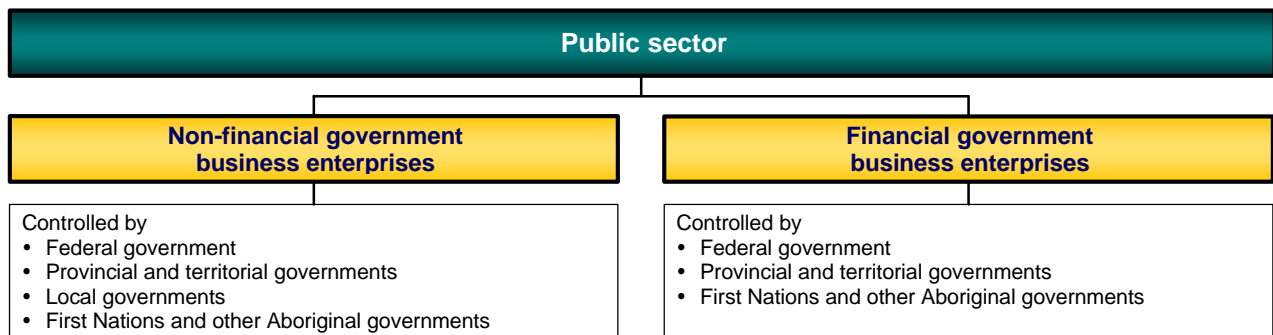 Public sector
Non-financial government
business enterprises
Financial government
business enterprises
Controlled by
• Federal government
• Provincial and territorial governments
• Local governments
• First Nations and other Aboriginal governments
Controlled by
• Federal government
• Provincial and territorial governments
• First Nations and other Aboriginal governments